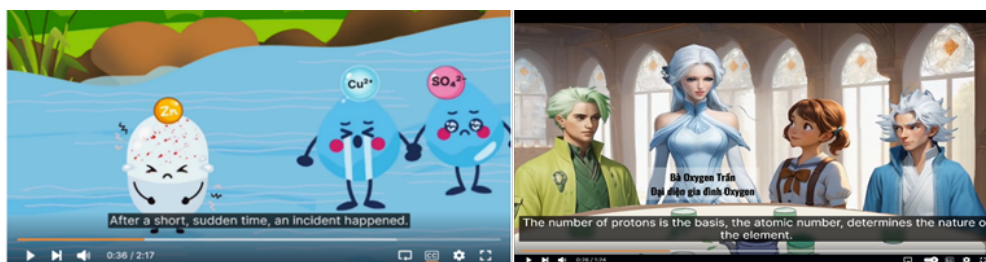 Zn
Cu²⁺
SO₄²⁻
After a short, sudden time, an incident happened.
0:36 / 2:17
CC
Bà Oxygen Trần
Đại diện gia đình Oxygen
The number of protons is the basis, the atomic number, determines the nature o
the element.